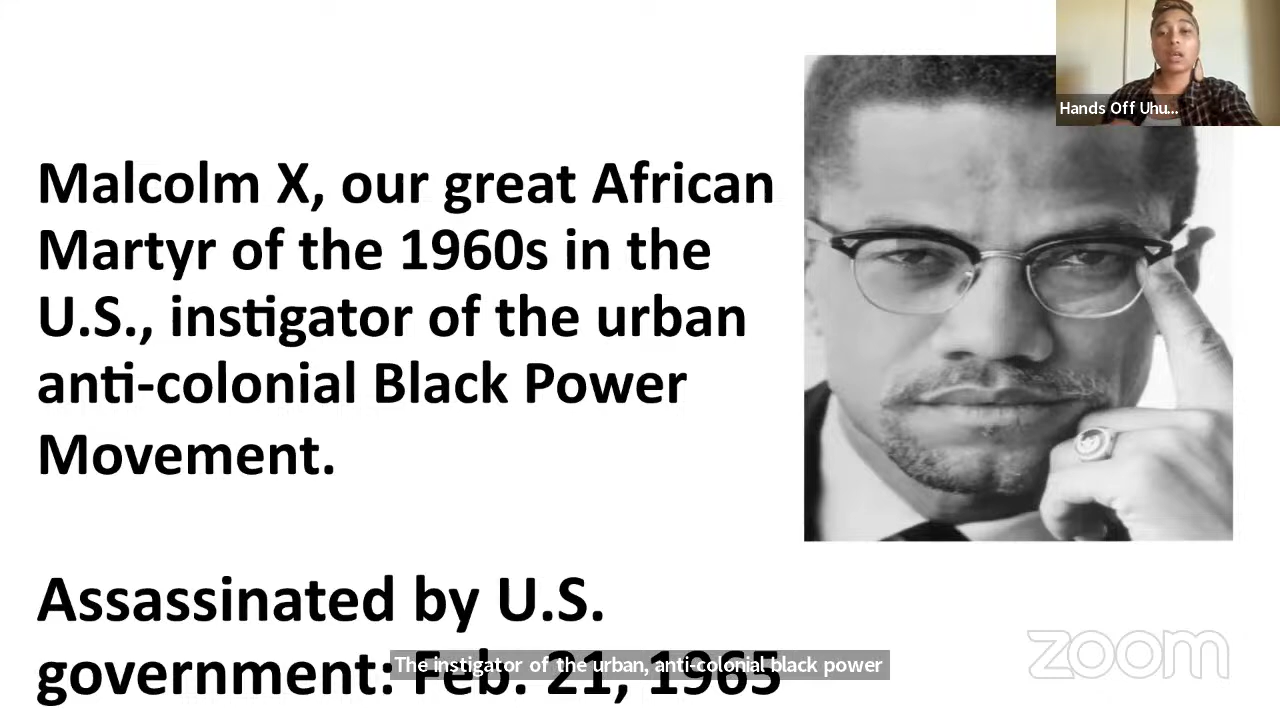 Hands Off Uhu...
Malcolm X, our great African
Martyr of the 1960s in the
U.S., instigator of the urban
anti-colonial Black Power
Movement.
Assassinated by U.S.
government: Feb. 21, 1965
The instigator of the urban, anti-colonial black power
zoom